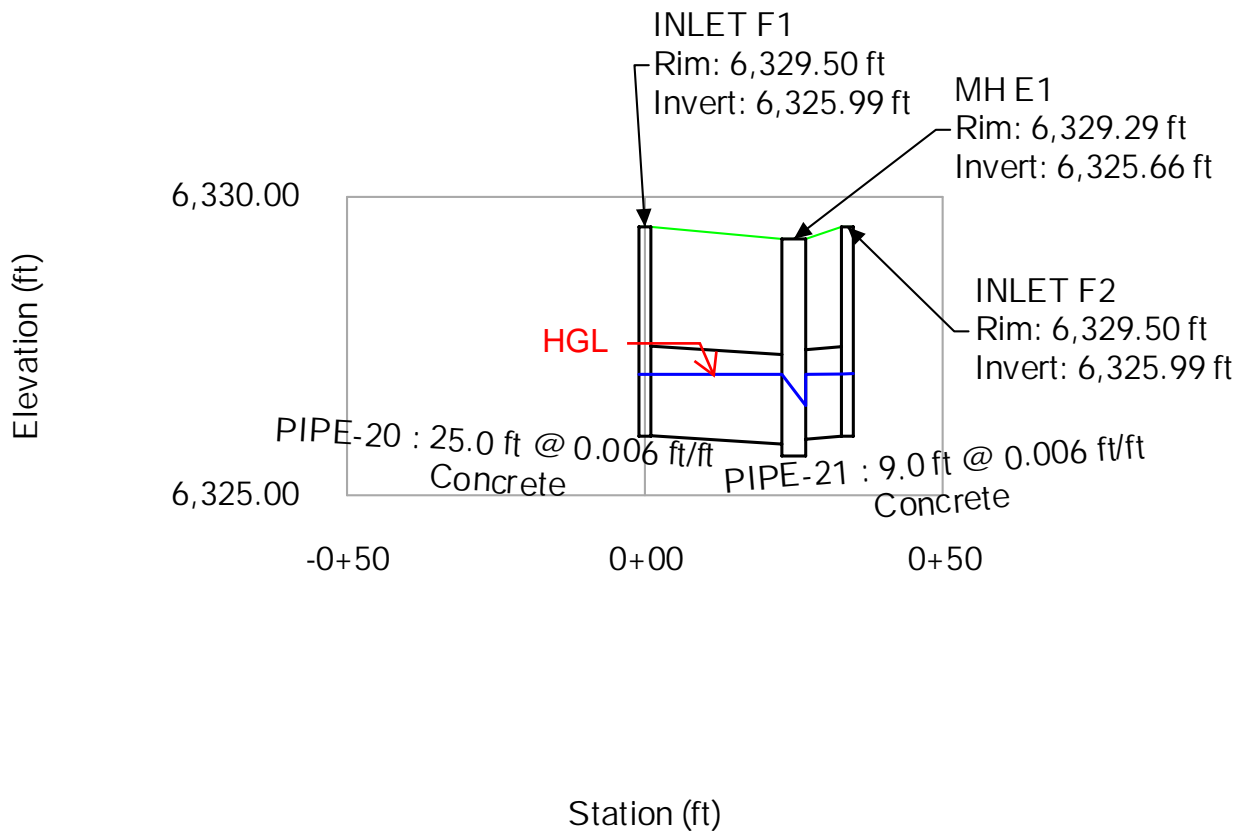 INLET F1
Rim: 6,329.50 ft
Invert: 6,325.99 ft
MH E1
Rim: 6,329.29 ft
Invert: 6,325.66 ft
6,330.00
INLET F2
Rim: 6,329.50 ft
Invert: 6,325.99 ft
HGL
Elevation (ft)
PIPE-20 : 25.0 ft @ 0.006 ft/ft
Concrete
PIPE-21 : 9.0 ft @ 0.006 ft/ft
Concrete
6,325.00
-0+50
0+00
0+50
Station (ft)